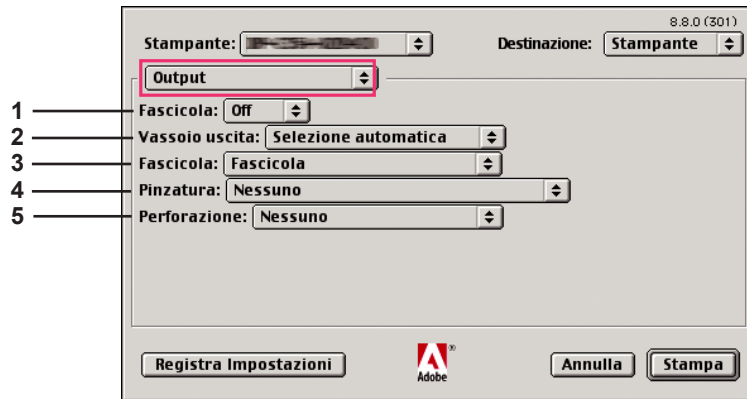 8.8.0 (301)
Stampante:
Destinazione: Stampante
Output
1 Fascicola: Off
2 Vassoio uscita: Selezione automatica
3 Fascicola: Fascicola
4 Pinzatura: Nessuno
5 Perforazione: Nessuno
Registra Impostazioni
Adobe®
Annulla
Stampa